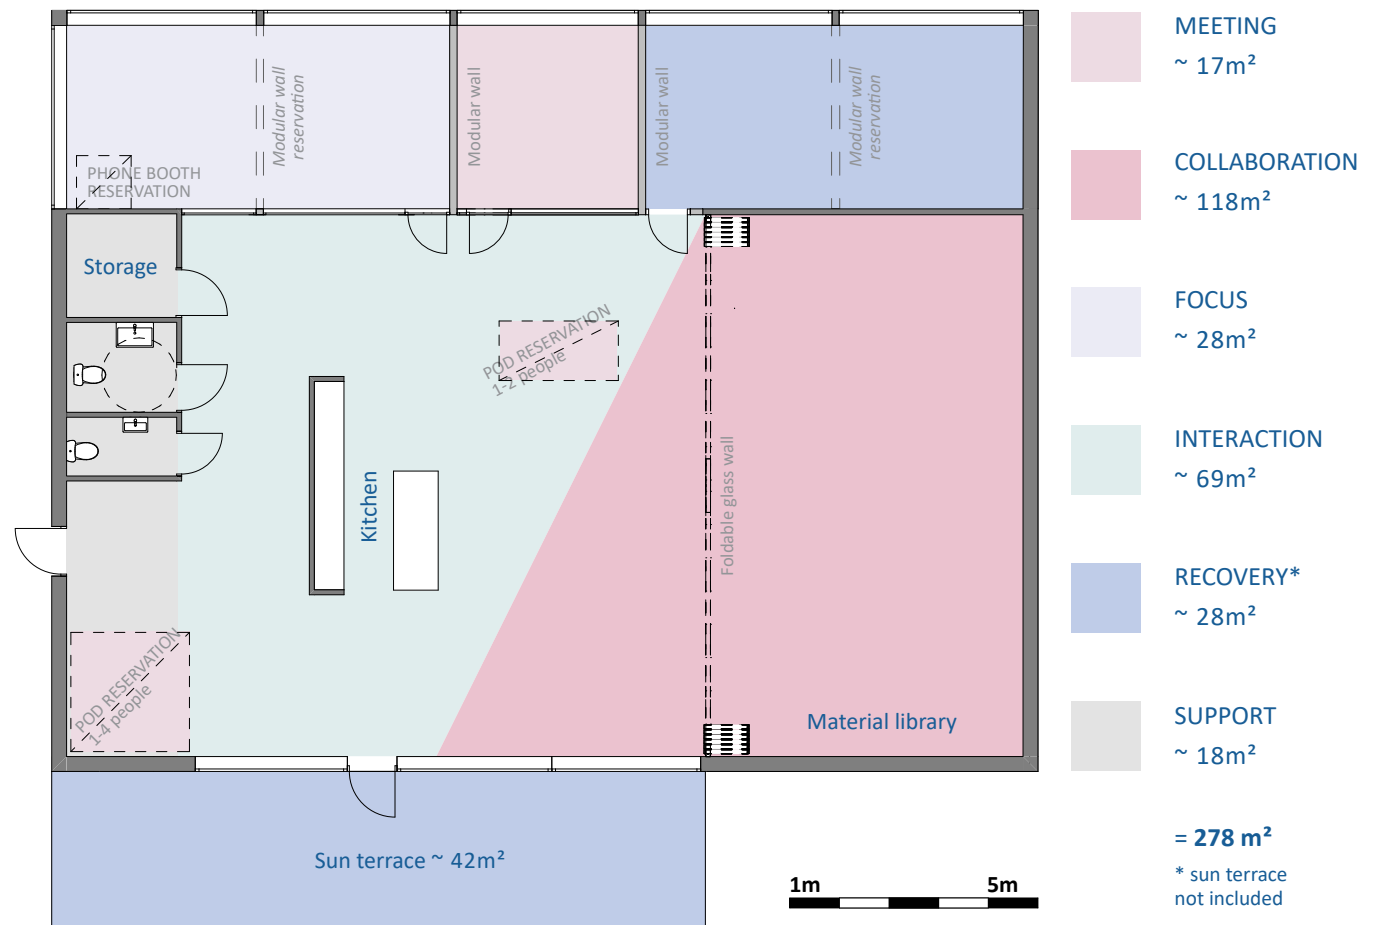 Modular wall
reservation
Modular wall
Modular wall
Modular wall
reservation
PHONE BOOTH
RESERVATION
Storage
POD RESERVATION
1-2 people
Kitchen
Foldable glass wall
POD RESERVATION
1-4 people
Material library
Sun terrace ~ 42m²
1m 5m
MEETING
~ 17m²
COLLABORATION
~ 118m²
FOCUS
~ 28m²
INTERACTION
~ 69m²
RECOVERY*
~ 28m²
SUPPORT
~ 18m²
= 278 m²
* sun terrace
not included